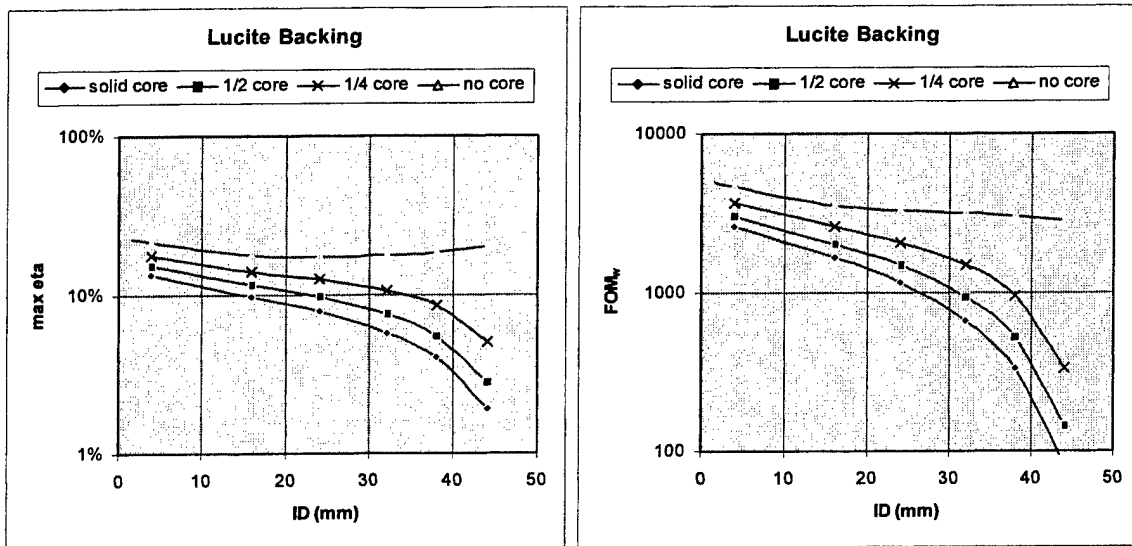 Lucite Backing
solid core 1/2 core 1/4 core no core
100%
10%
1%
max eta
0 10 20 30 40 50
ID (mm)
Lucite Backing
solid core 1/2 core 1/4 core no core
10000
1000
100
FOMw
0 10 20 30 40 50
ID (mm)